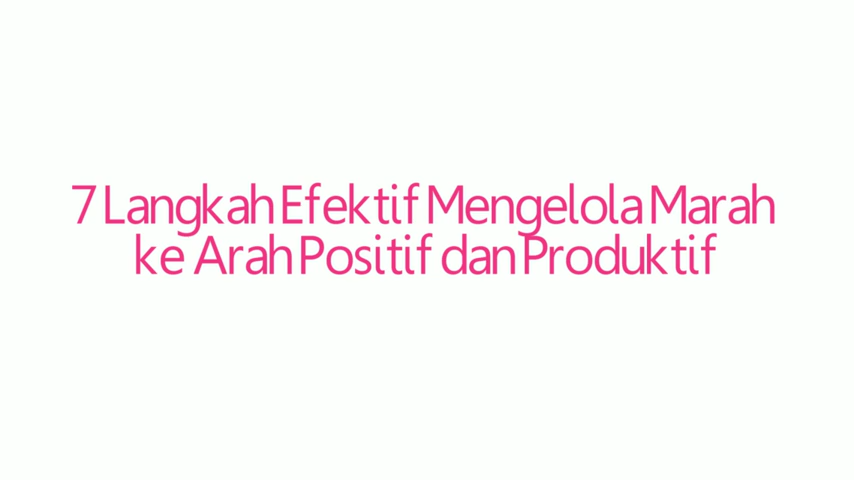 7 Langkah Efektif Mengelola Marah
ke Arah Positif dan Produktif